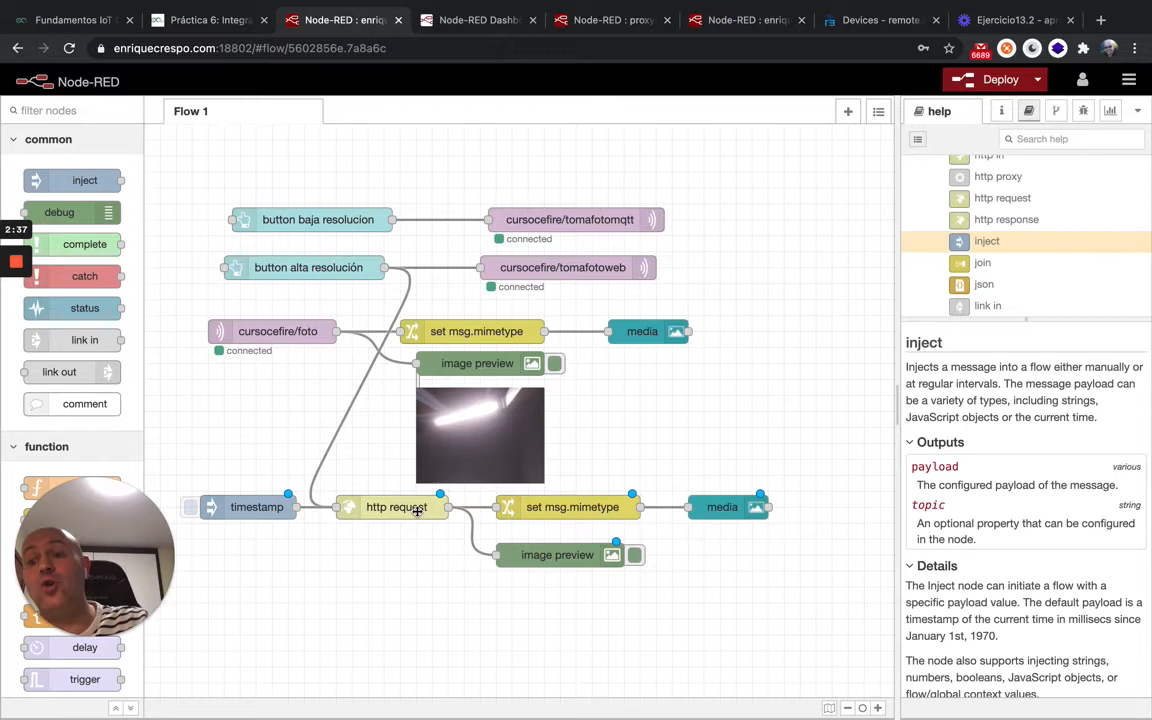 Fundamentos IoT D
Práctica 6: Integra
Node-RED : enriqu
Node-RED Dashb
Node-RED : proxy
Node-RED : enriqu
Devices - remote.
Ejercicio13.2 - apr
enriquecrespo.com:18802/#flow/5602856e.7a8a6c
6689
Node-RED
Deploy
filter nodes
Flow 1
help
Search help
common
inject
debug
complete
catch
status
link in
link out
comment
function
delay
trigger
2:37
button baja resolucion
cursocefire/tomafotomqtt
connected
button alta resolución
cursocefire/tomafotoweb
connected
cursocefire/foto
set msg.mimetype
media
connected
image preview
timestamp
http request
set msg.mimetype
media
image preview
http in
http proxy
http request
http response
inject
join
json
link in
inject
Injects a message into a flow either manually or
at regular intervals. The message payload can
be a variety of types, including strings,
JavaScript objects or the current time.
Outputs
payload various
The configured payload of the message.
topic string
An optional property that can be configured
in the node.
Details
The Inject node can initiate a flow with a
specific payload value. The default payload is a
timestamp of the current time in millisecs since
January 1st, 1970.
The node also supports injecting strings,
numbers, booleans, JavaScript objects, or
flow/global context values.